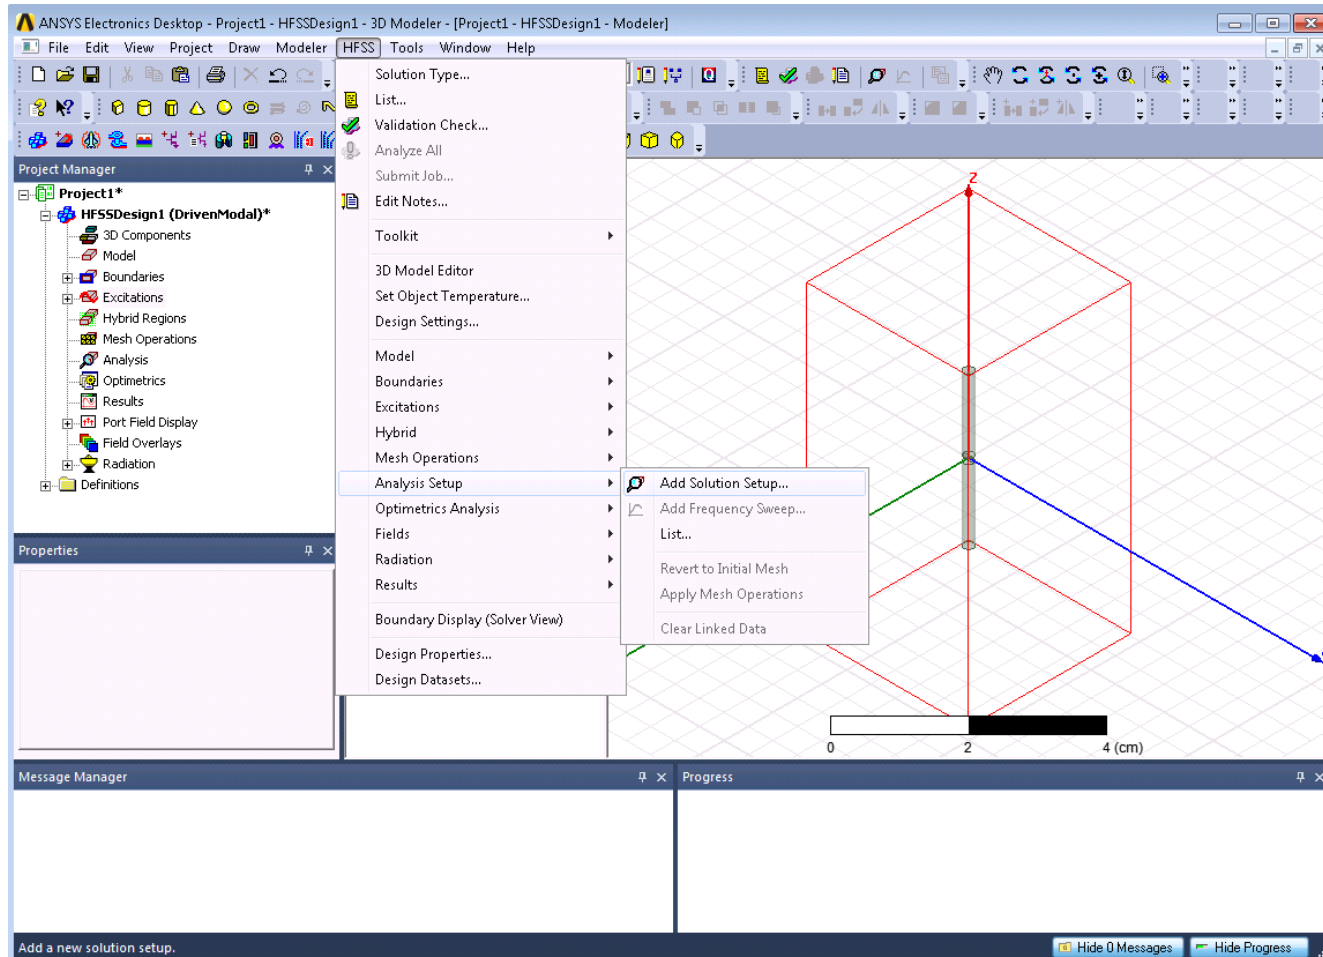 ANSYS Electronics Desktop - Project1 - HFSSDesign1 - 3D Modeler - [Project1 - HFSSDesign1 - Modeler]
File Edit View Project Draw Modeler HFSS Tools Window Help
Solution Type...
List...
Validation Check...
Analyze All
Submit Job...
Edit Notes...
Toolkit
3D Model Editor
Set Object Temperature...
Design Settings...
Model
Boundaries
Excitations
Hybrid
Mesh Operations
Analysis Setup
Optimetrics Analysis
Fields
Radiation
Results
Boundary Display (Solver View)
Design Properties...
Design Datasets...
Add Solution Setup...
Add Frequency Sweep...
List...
Revert to Initial Mesh
Apply Mesh Operations
Clear Linked Data
Project Manager
Project1*
HFSSDesign1 (DrivenModal)*
3D Components
Model
Boundaries
Excitations
Hybrid Regions
Mesh Operations
Analysis
Optimetrics
Results
Port Field Display
Field Overlays
Radiation
Definitions
Properties
Z
0 2 4 (cm)
Message Manager
Progress
Add a new solution setup.
Hide 0 Messages
Hide Progress